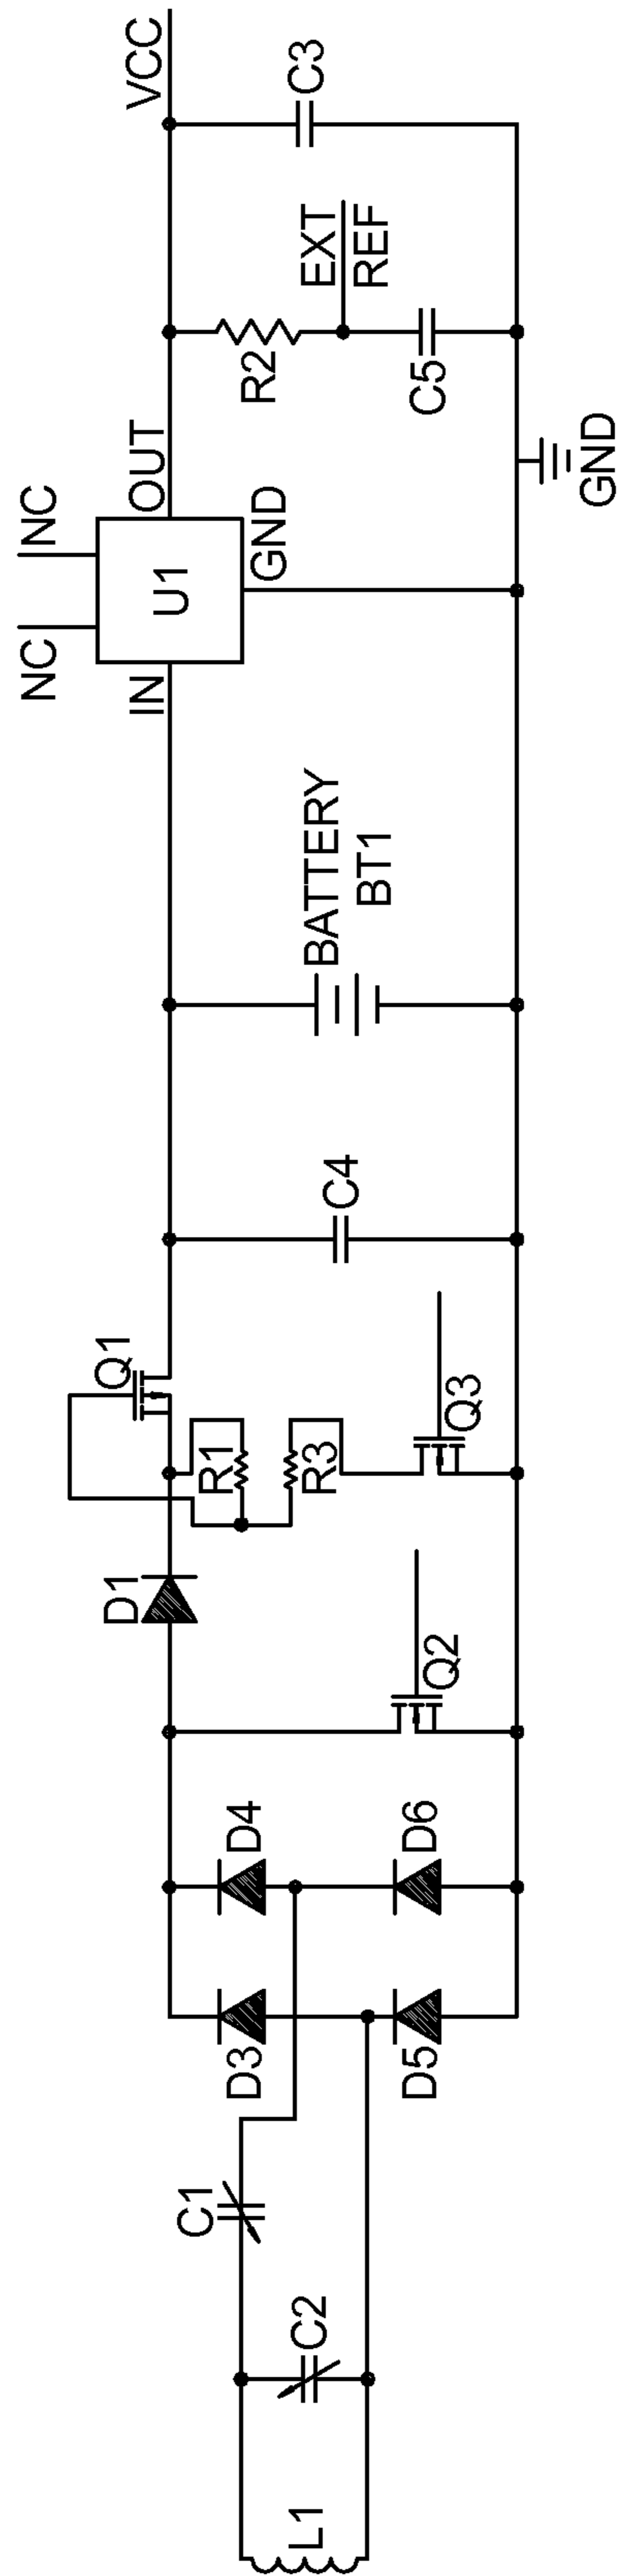 L1
C2
C1
D3
D5
D4
D6
Q2
D1
R1
R3
Q3
Q1
C4
BATTERY
BT1
NC
IN
U1
NC
OUT
GND
GND
R2
C5
EXT
REF
C3
VCC